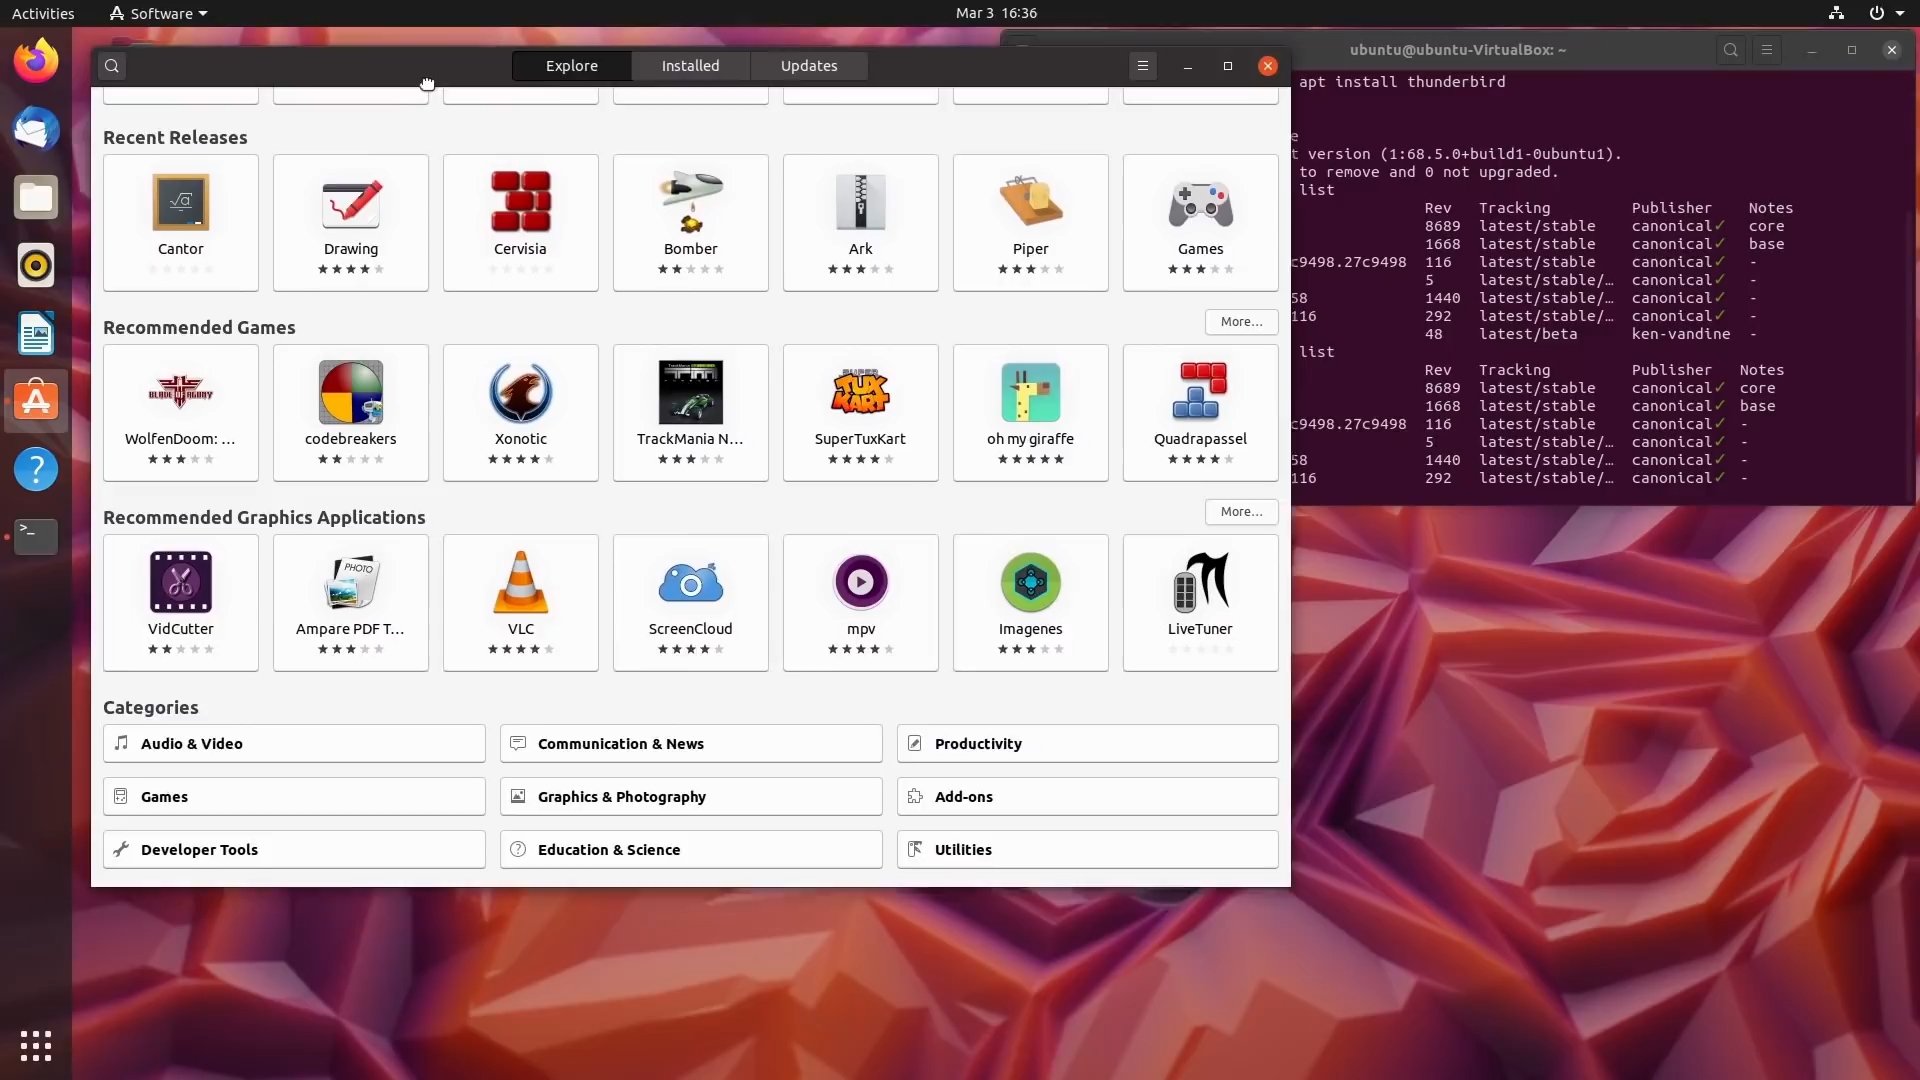 Activities
Software
Mar 3 16:36
Explore
Installed
Updates
Recent Releases
Cantor
Drawing
Cervisia
Bomber
Ark
Piper
Games
Recommended Games
More...
BLADE OF AGONY
SUPER
TUX
KART
WolfenDoom: ...
codebreakers
Xonotic
TrackMania N...
SuperTuxKart
oh my giraffe
Quadrapassel
Recommended Graphics Applications
More...
PHOTO
VidCutter
Ampare PDF T...
VLC
ScreenCloud
mpv
Imagenes
LiveTuner
Categories
Audio & Video
Communication & News
Productivity
Games
Graphics & Photography
Add-ons
Developer Tools
Education & Science
Utilities
ubuntu@ubuntu-VirtualBox: ~
apt install thunderbird
e
t version (1:68.5.0+build1-0ubuntu1).
to remove and 0 not upgraded.
list
Rev Tracking Publisher Notes
8689 latest/stable canonical✓ core
1668 latest/stable canonical✓ base
c9498.27c9498 116 latest/stable canonical✓ -
5 latest/stable/… canonical✓ -
58 1440 latest/stable/… canonical✓ -
116 292 latest/stable/… canonical✓ -
48 latest/beta ken-vandine -
list
Rev Tracking Publisher Notes
8689 latest/stable canonical✓ core
1668 latest/stable canonical✓ base
c9498.27c9498 116 latest/stable canonical✓ -
5 latest/stable/… canonical✓ -
58 1440 latest/stable/… canonical✓ -
116 292 latest/stable/… canonical✓ -